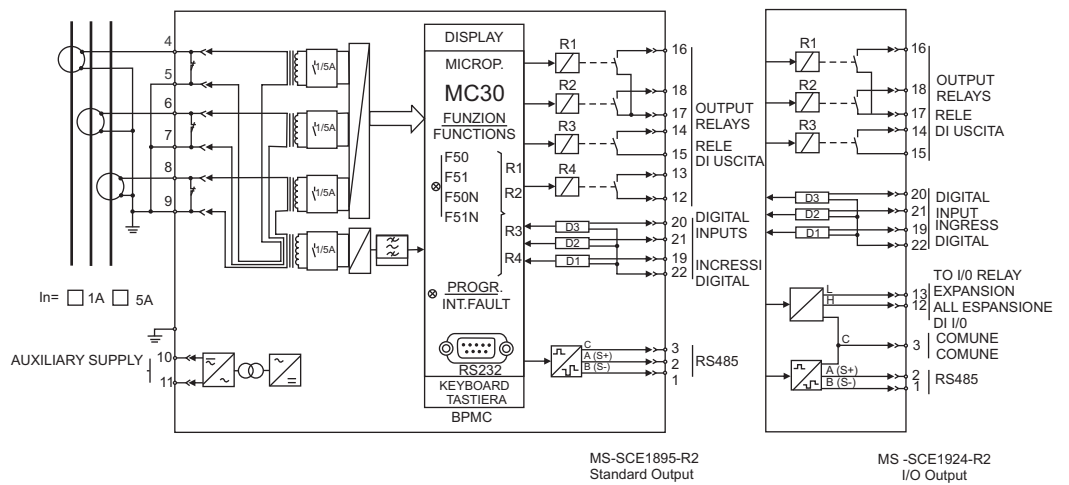 4
5
6
7
8
9
1/5A
1/5A
1/5A
1/5A
In= 1A 5A
AUXILIARY SUPPLY
10
11
DISPLAY
MICROP.
MC30
FUNZION
FUNCTIONS
F50
F51
F50N
F51N
R1
R2
R3
R4
PROGR.
INT.FAULT
RS232
KEYBOARD
TASTIERA
BPMC
R1
R2
R3
R4
D3
D2
D1
C
A (S+)
B (S-)
16
18
17
14
15
13
12
20
21
19
22
3
2
1
OUTPUT
RELAYS
RELE
DI USCITA
DIGITAL
INPUTS
INCRESSI
DIGITAL
RS485
MS-SCE1895-R2
Standard Output
R1
R2
R3
D3
D2
D1
L
H
C
A (S+)
B (S-)
16
18
17
14
15
20
21
19
22
13
12
3
2
1
OUTPUT
RELAYS
RELE
DI USCITA
DIGITAL
INPUT
INGRESS
DIGITAL
TO I/0 RELAY
EXPANSION
ALL ESPANSIONE
DI I/0
COMUNE
COMUNE
RS485
MS -SCE1924-R2
I/O Output